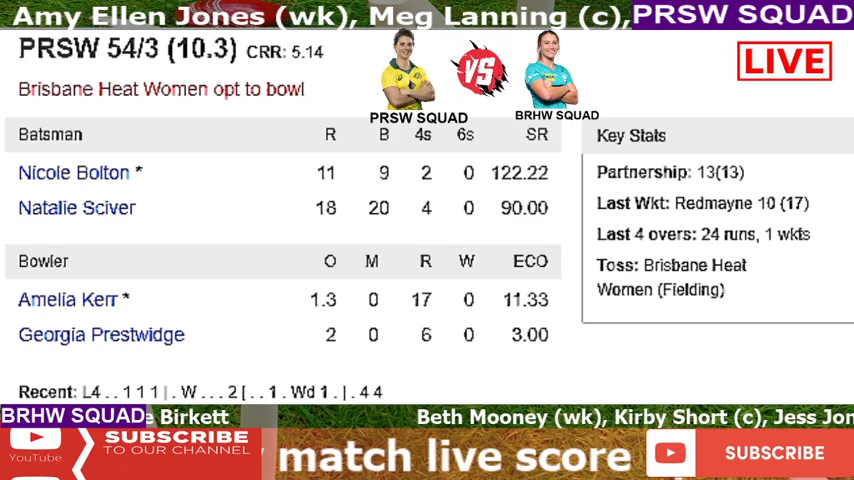 Amy Ellen Jones (wk), Meg Lanning (c), PRSW SQUAD
PRSW 54/3 (10.3) CRR: 5.14
VS
LIVE
Brisbane Heat Women opt to bowl
PRSW SQUAD
BRHW SQUAD
Batsman R B 4s 6s SR
Nicole Bolton * 11 9 2 0 122.22
Natalie Sciver 18 20 4 0 90.00
Bowler O M R W ECO
Amelia Kerr * 1.3 0 17 0 11.33
Georgia Prestwidge 2 0 6 0 3.00
Key Stats
Partnership: 13(13)
Last Wkt: Redmayne 10 (17)
Last 4 overs: 24 runs, 1 wkts
Toss: Brisbane Heat
Women (Fielding)
Recent: L4 . . 1 1 1 | . W . . . 2 [ . . 1 . Wd 1 . | . 4 4
BRHW SQUAD e Birkett Beth Mooney (wk), Kirby Short (c), Jess Jon
YouTube
SUBSCRIBE
TO OUR CHANNEL
match live score
SUBSCRIBE